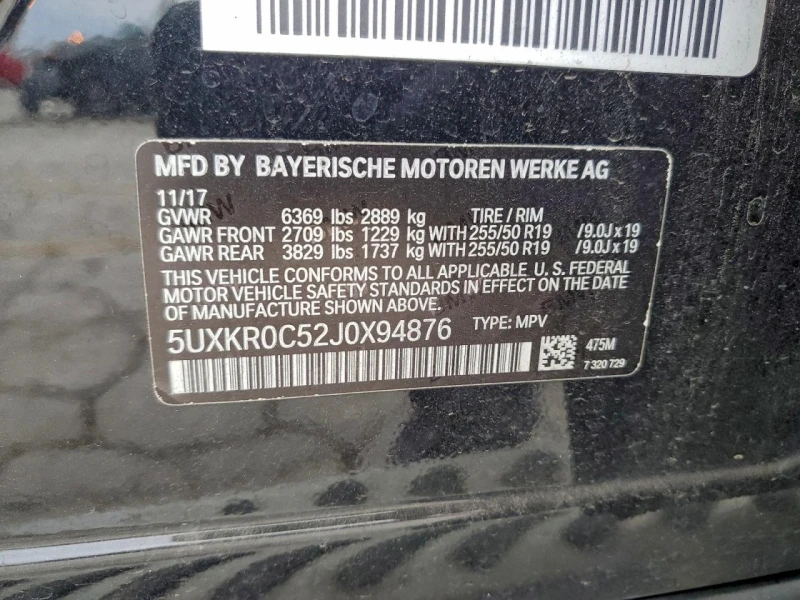 MFD BY BAYERISCHE MOTOREN WERKE AG
11/17
GVWR 6369 lbs 2889 kg TIRE / RIM
GAWR FRONT 2709 lbs 1229 kg WITH 255/50 R19 /9.0J x 19
GAWR REAR 3829 lbs 1737 kg WITH 255/50 R19 /9.0J x 19
THIS VEHICLE CONFORMS TO ALL APPLICABLE U. S. FEDERAL
MOTOR VEHICLE SAFETY STANDARDS IN EFFECT ON THE DATE
OF MANUFACTURE SHOWN ABOVE.
5UXKR0C52J0X94876 TYPE: MPV
475M
7 320 729